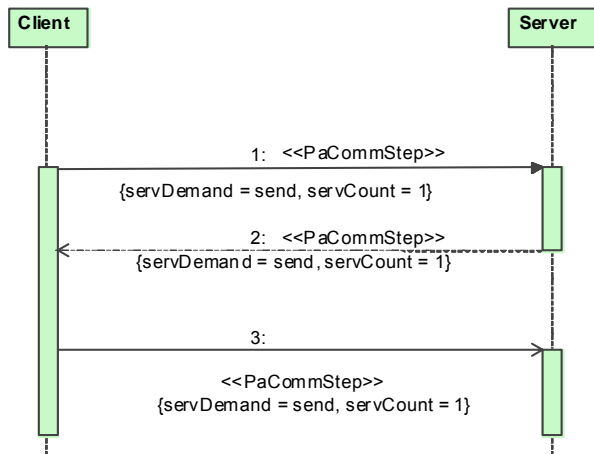 Client Server
1: <<PaCommStep>>
{servDemand = send, servCount = 1}
2: <<PaCommStep>>
{servDemand = send, servCount = 1}
3:
<<PaCommStep>>
{servDemand = send, servCount = 1}